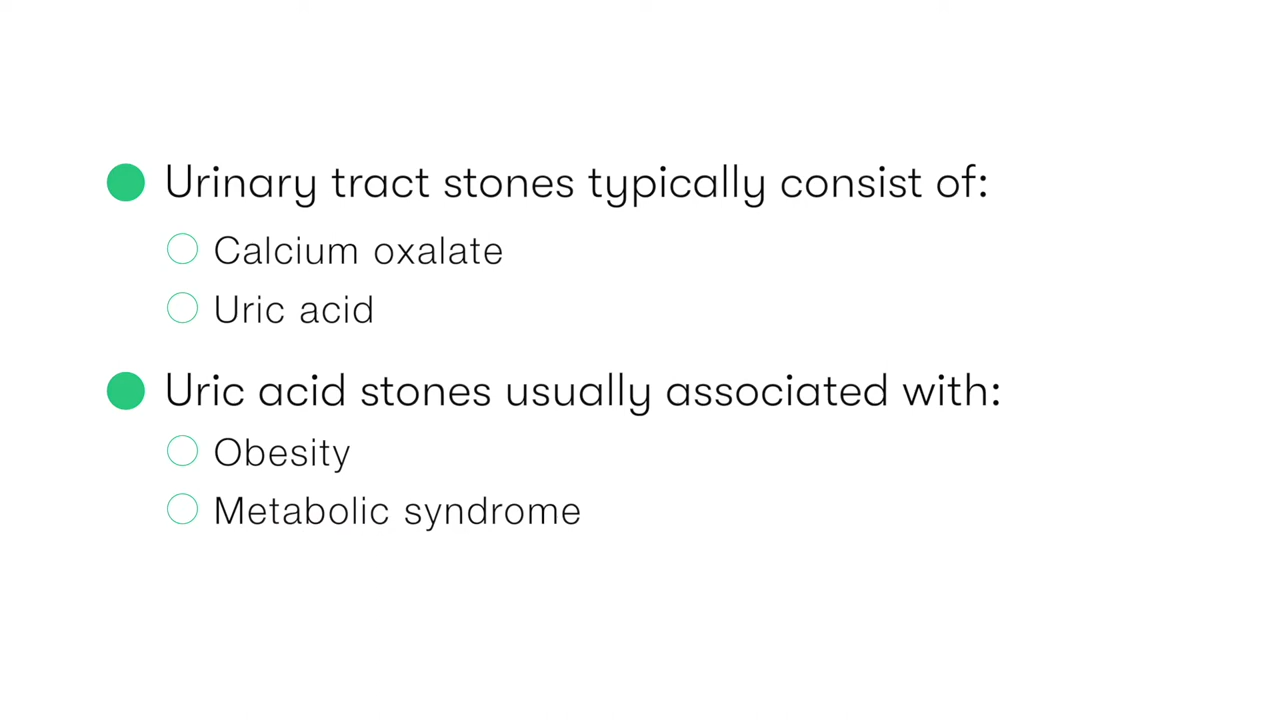 Urinary tract stones typically consist of:
Calcium oxalate
Uric acid
Uric acid stones usually associated with:
Obesity
Metabolic syndrome